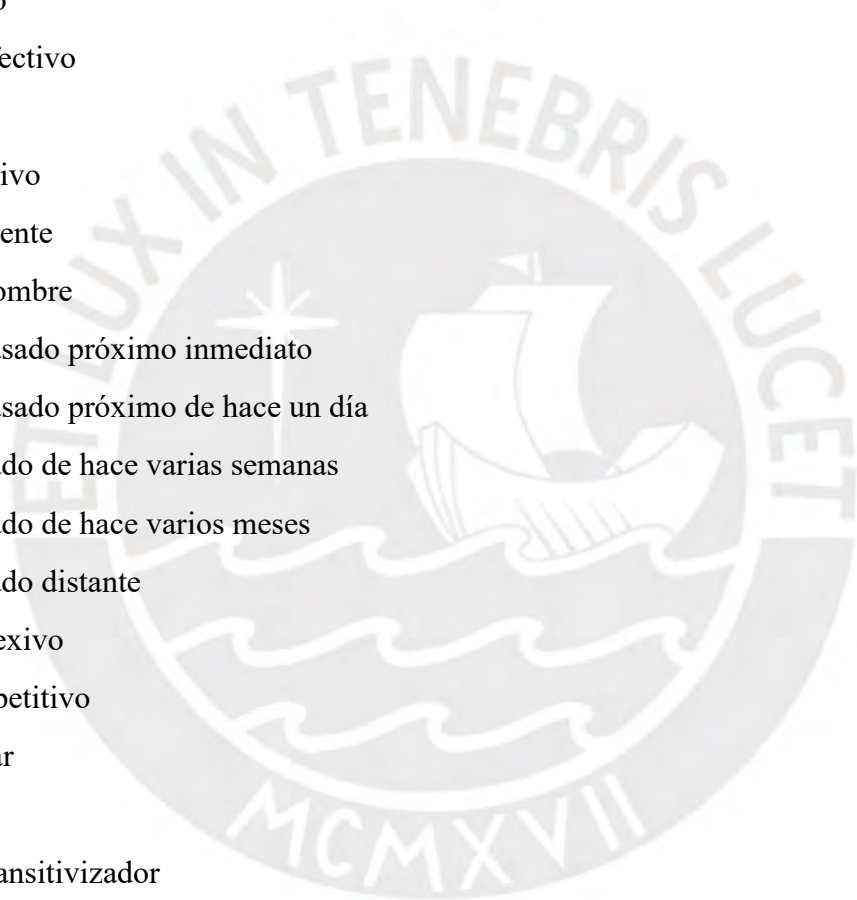 ectivo
ivo
ente
ombre
sado próximo inmediato
sado próximo de hace un día
do de hace varias semanas
do de hace varios meses
do distante
exivo
petitivo
ar
ansitivizador
ET LUX IN TENEBRIS LUCET
MCMXVII